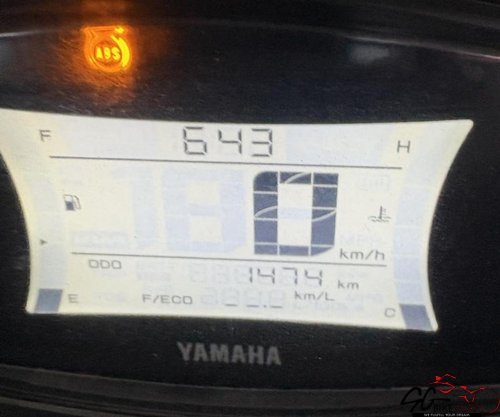 ABS
F 643 H
0
km/h
ODO 1474 km
E F/ECO km/L C
YAMAHA